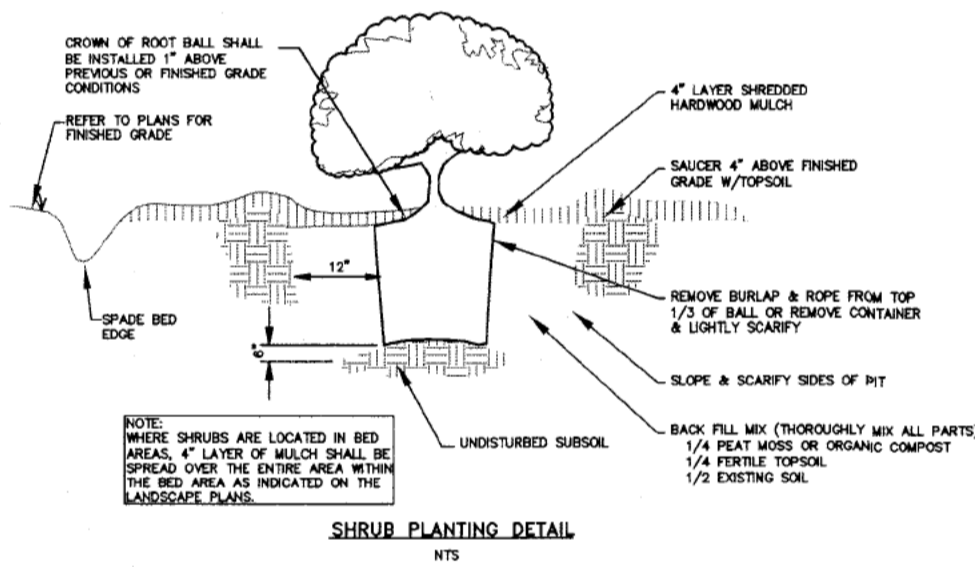 CROWN OF ROOT BALL SHALL
BE INSTALLED 1" ABOVE
PREVIOUS OR FINISHED GRADE
CONDITIONS
REFER TO PLANS FOR
FINISHED GRADE
4" LAYER SHREDDED
HARDWOOD MULCH
SAUCER 4" ABOVE FINISHED
GRADE W/TOPSOIL
12"
REMOVE BURLAP & ROPE FROM TOP
1/3 OF BALL OR REMOVE CONTAINER
& LIGHTLY SCARIFY
SPADE BED
EDGE
6"
SLOPE & SCARIFY SIDES OF PIT
NOTE:
WHERE SHRUBS ARE LOCATED IN BED
AREAS, 4" LAYER OF MULCH SHALL BE
SPREAD OVER THE ENTIRE AREA WITHIN
THE BED AREA AS INDICATED ON THE
LANDSCAPE PLANS.
UNDISTURBED SUBSOIL
BACK FILL MIX (THOROUGHLY MIX ALL PARTS)
1/4 PEAT MOSS OR ORGANIC COMPOST
1/4 FERTILE TOPSOIL
1/2 EXISTING SOIL
SHRUB PLANTING DETAIL
NTS